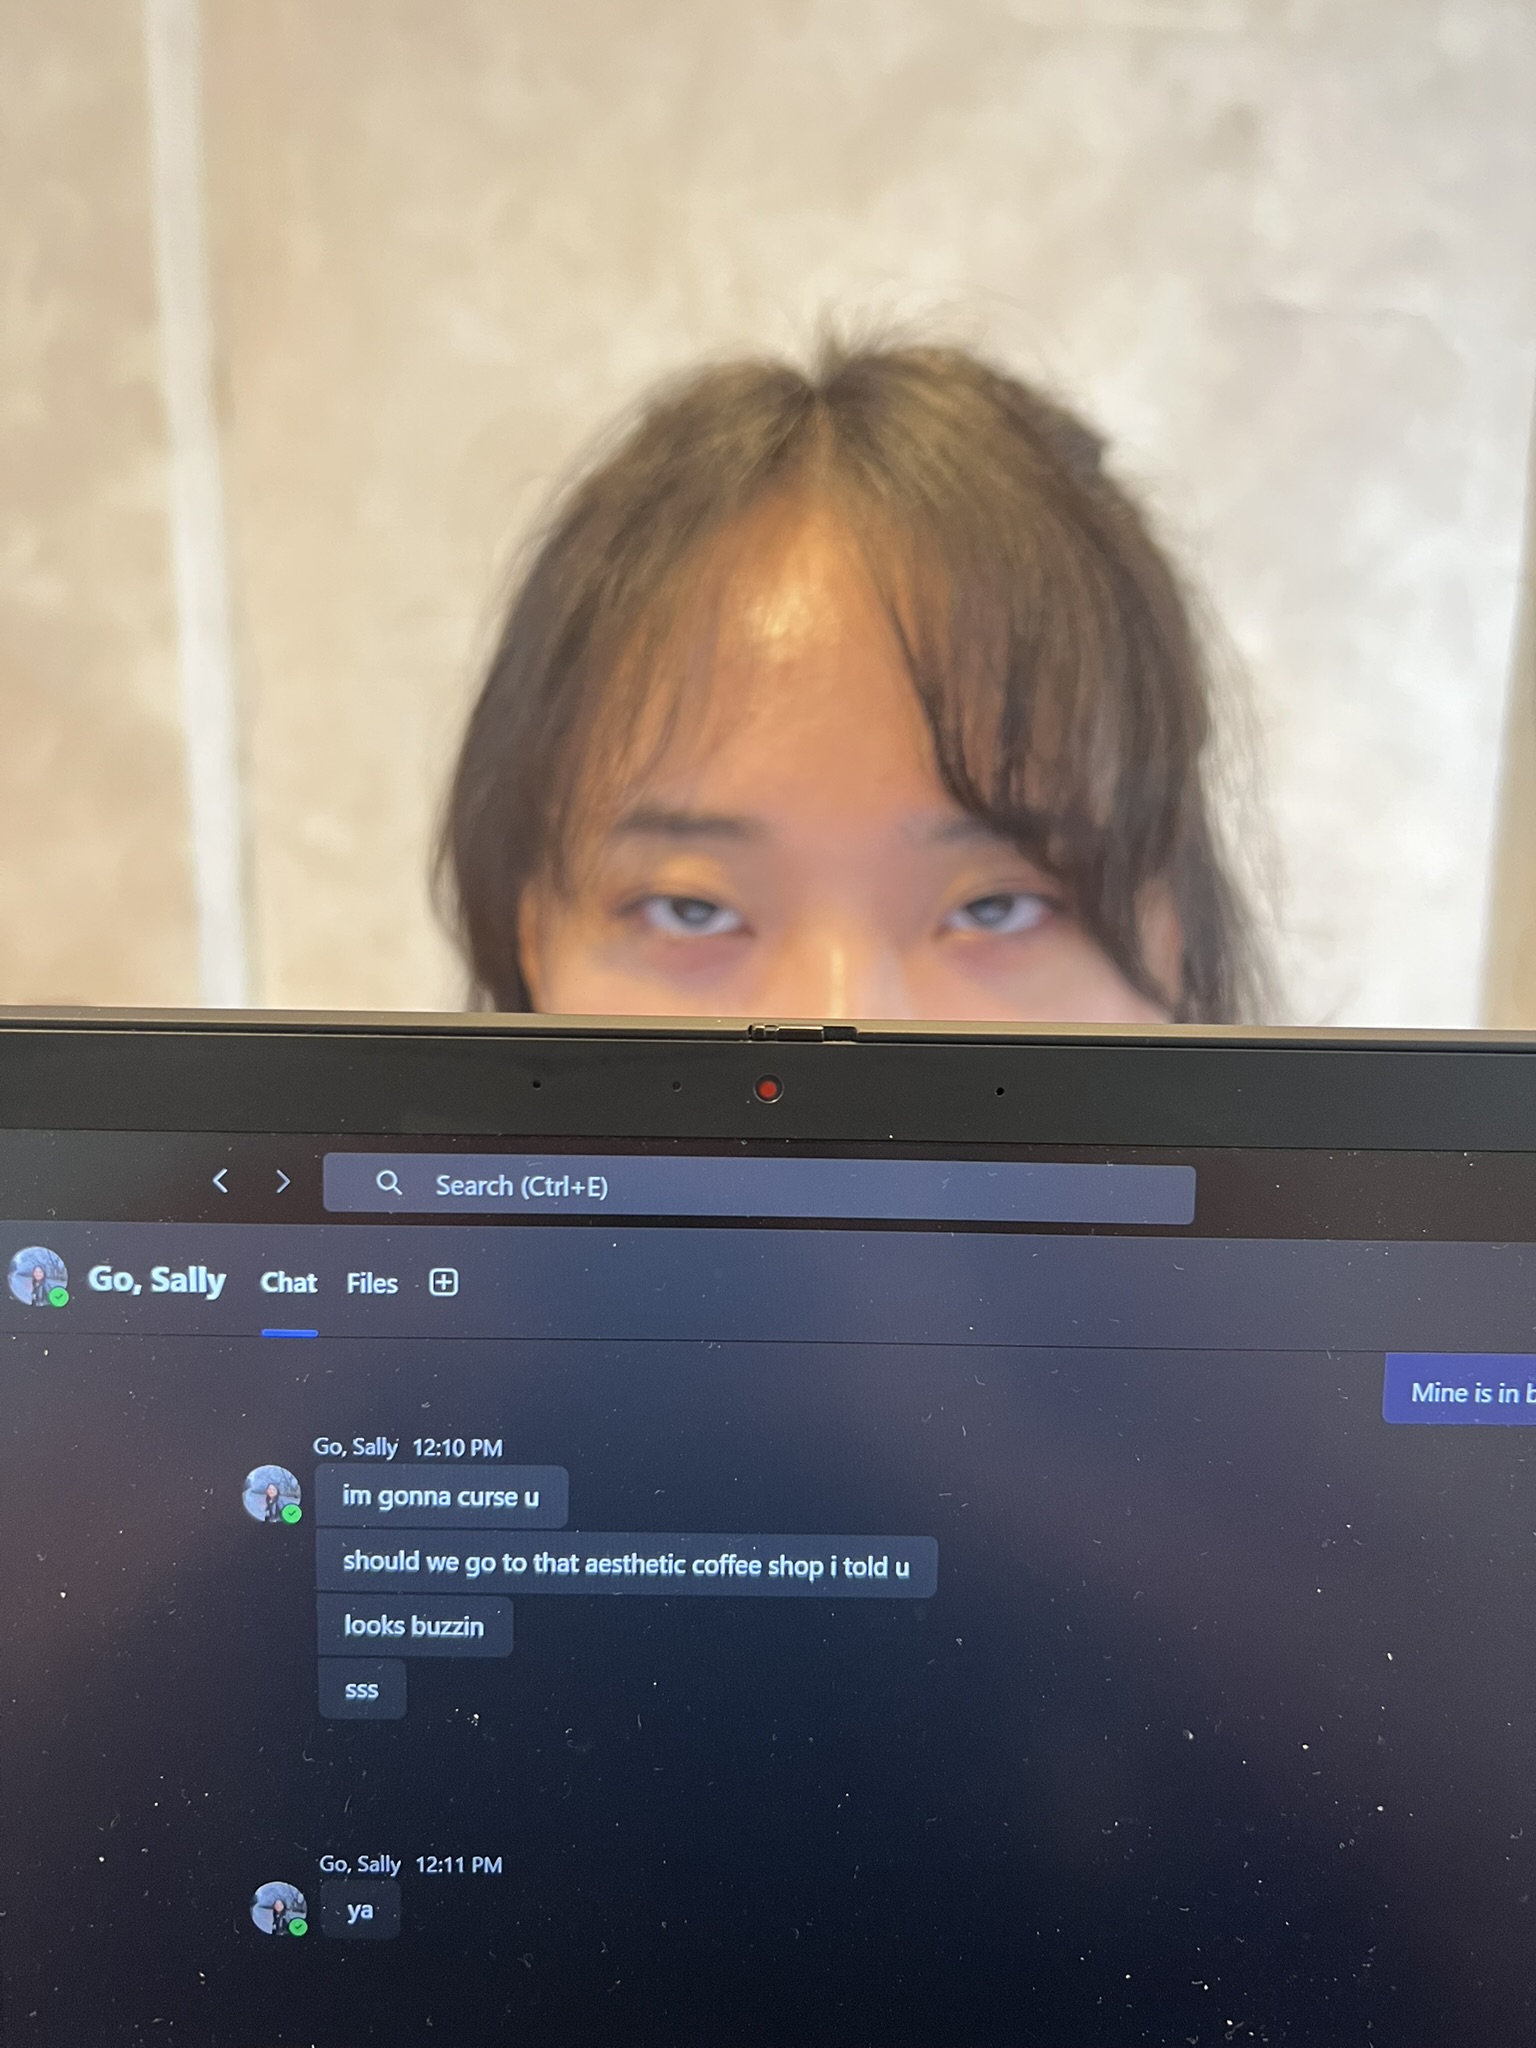 Search (Ctrl+E)
Go, Sally Chat Files
Mine is in
Go, Sally 12:10 PM
im gonna curse u
should we go to that aesthetic coffee shop i told u
looks buzzin
sss
Go, Sally 12:11 PM
ya